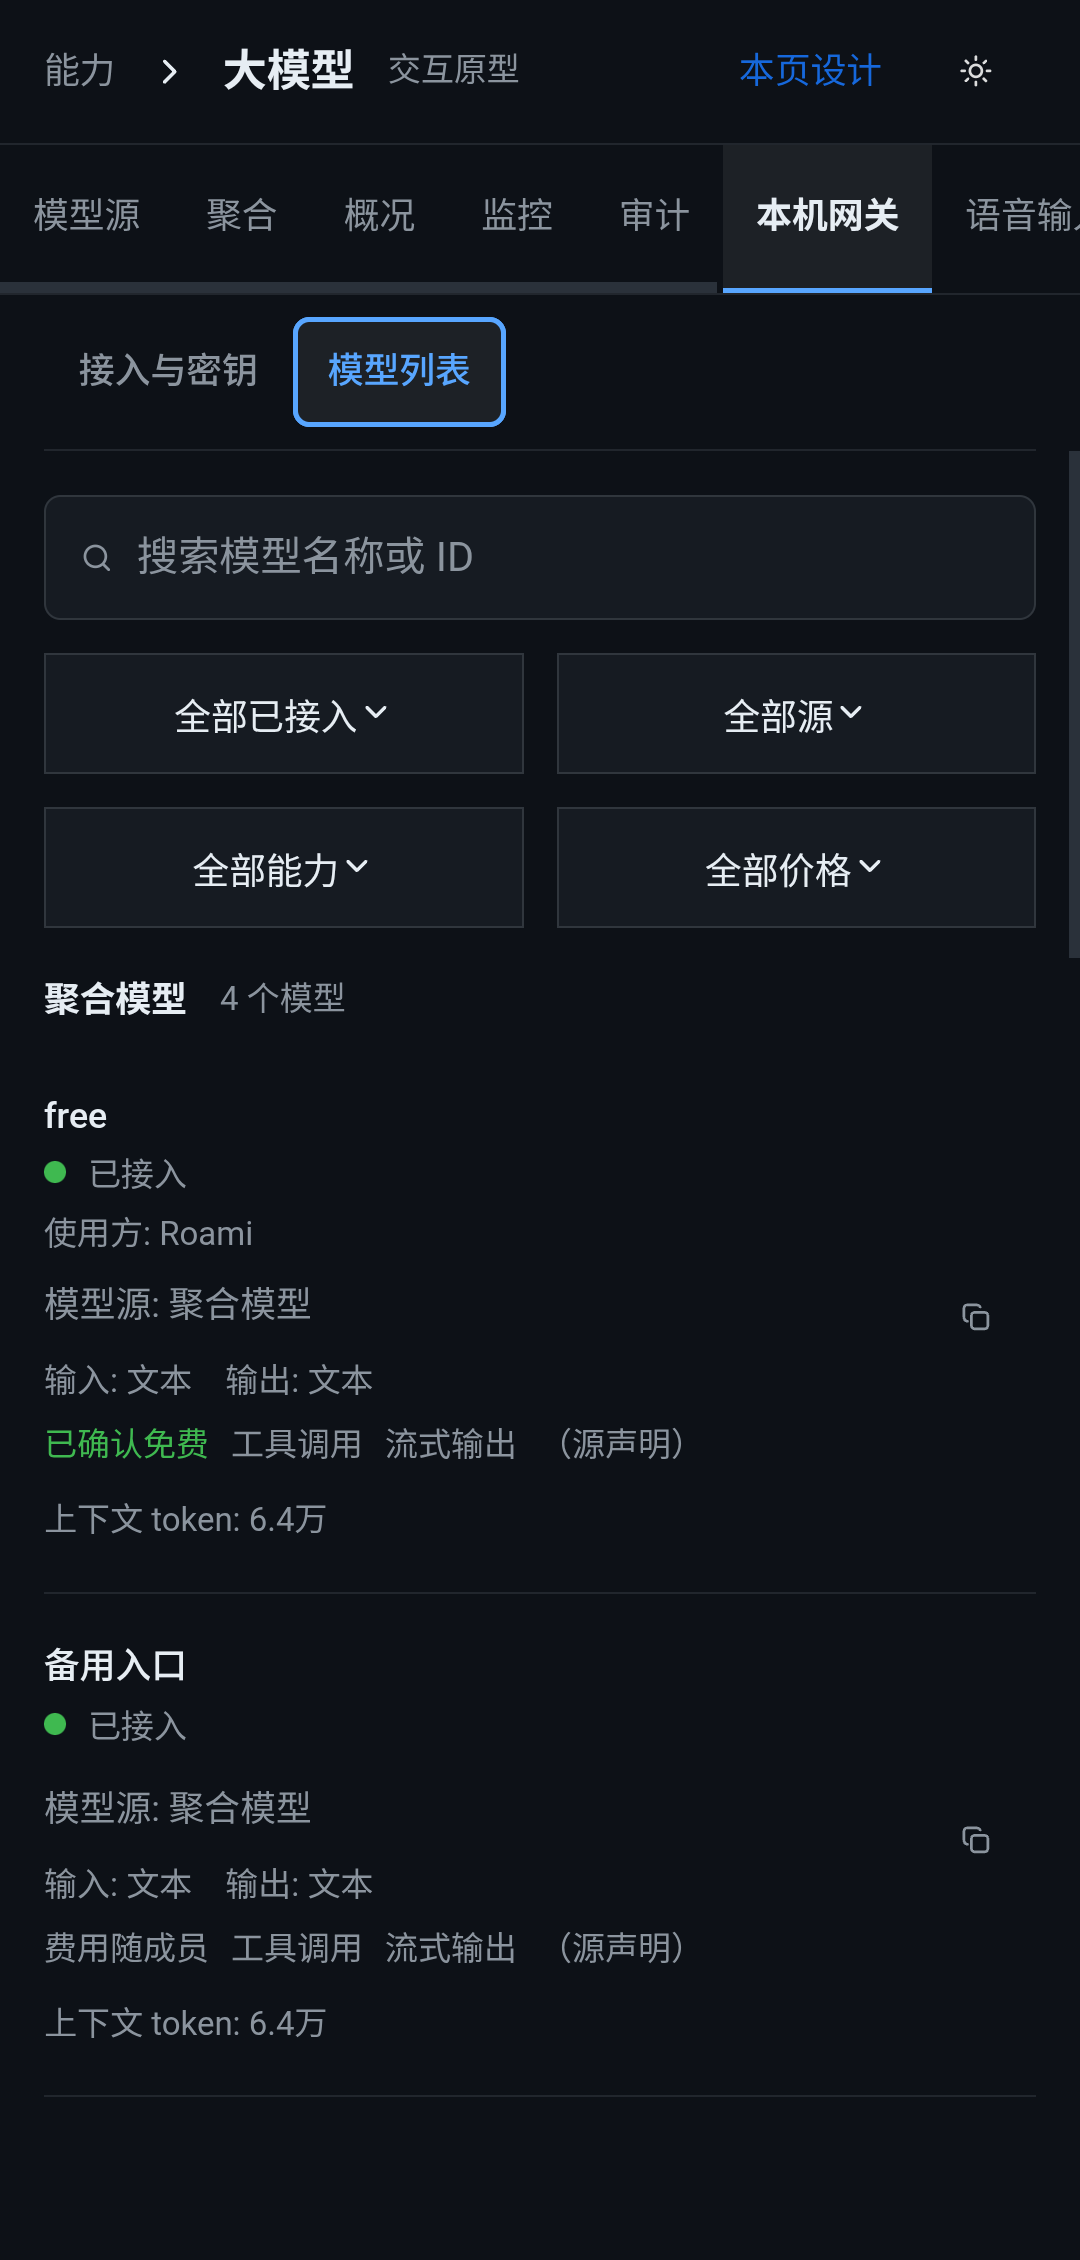 能力 大模型 交互原型 本页设计
模型源 聚合 概况 监控 审计 本机网关 语音输
接入与密钥 模型列表
搜索模型名称或 ID
全部已接入 全部源
全部能力 全部价格
聚合模型 4 个模型
free
已接入
使用方: Roami
模型源: 聚合模型
输入: 文本 输出: 文本
已确认免费 工具调用 流式输出 （源声明）
上下文 token: 6.4万
备用入口
已接入
模型源: 聚合模型
输入: 文本 输出: 文本
费用随成员 工具调用 流式输出 （源声明）
上下文 token: 6.4万